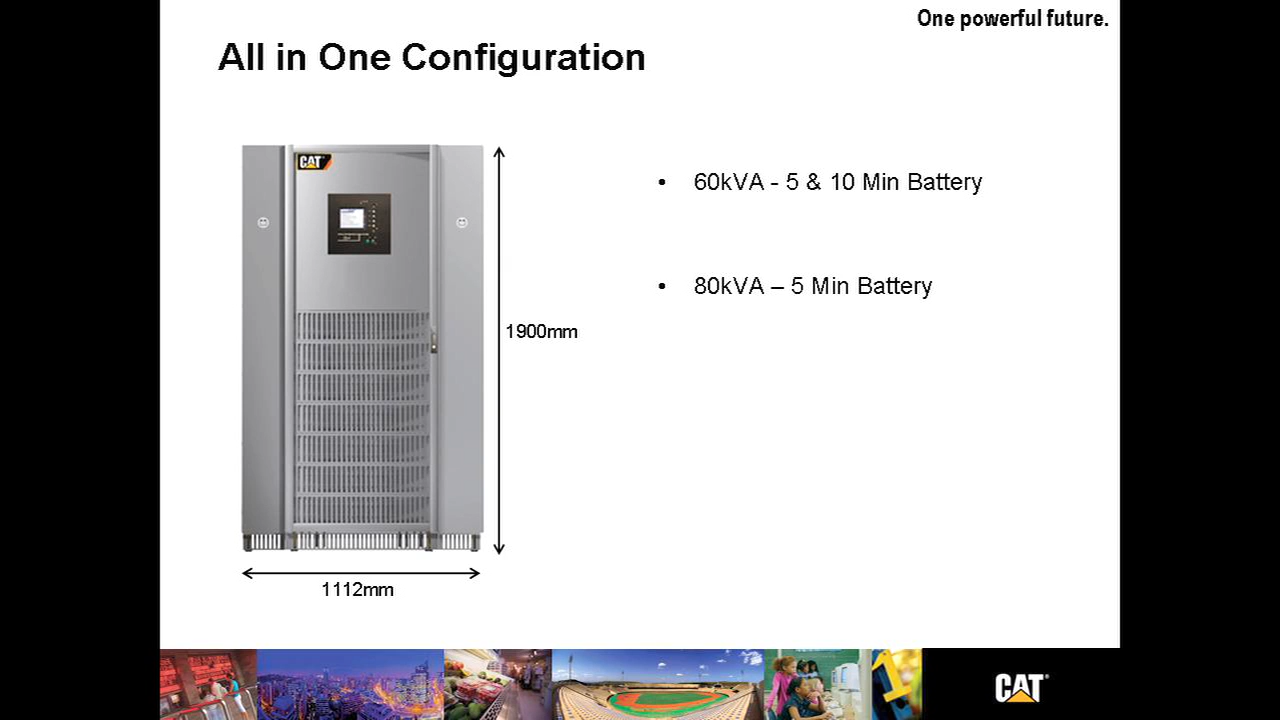 One powerful future.
All in One Configuration
CAT
• 60kVA - 5 & 10 Min Battery
• 80kVA – 5 Min Battery
1900mm
1112mm
1
CAT